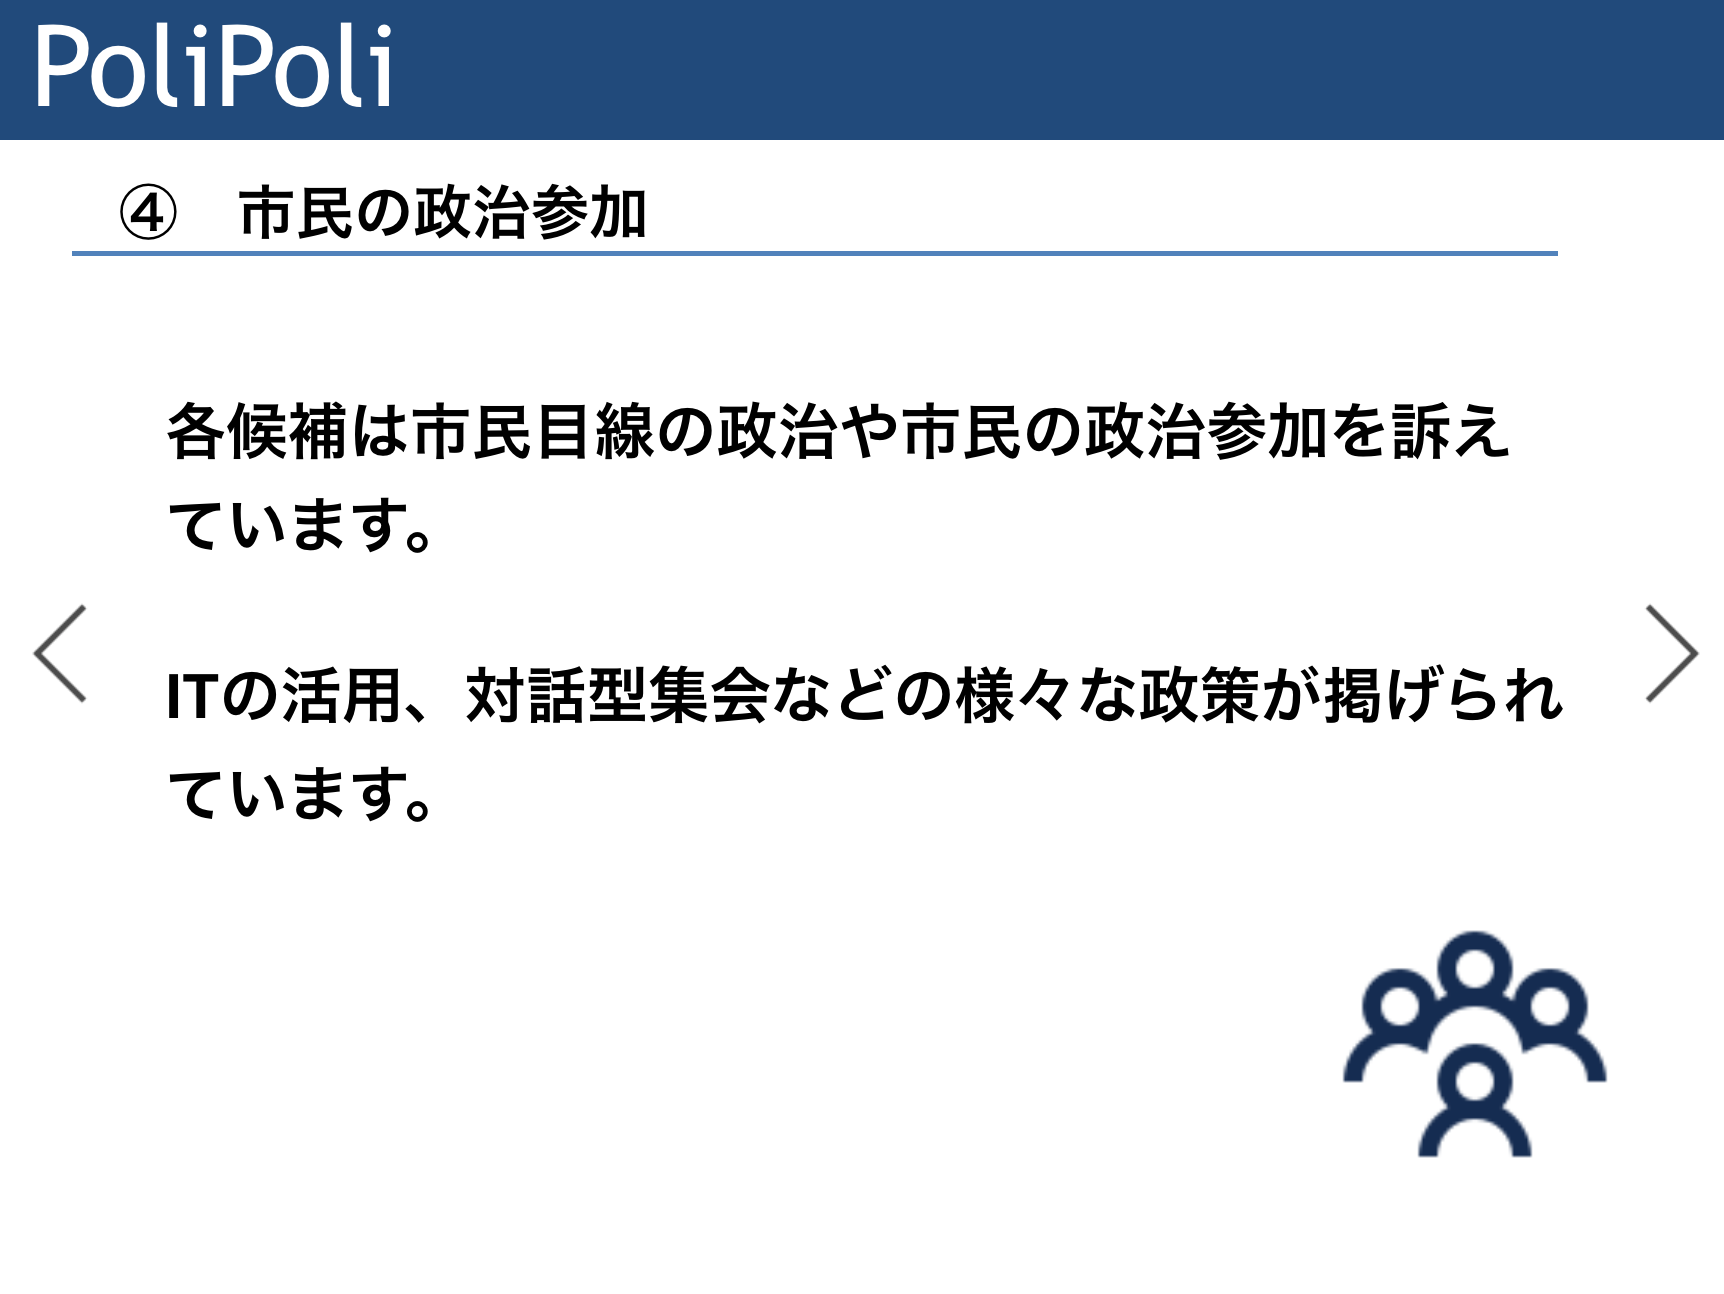 PoliPoli
④　市民の政治参加
各候補は市民目線の政治や市民の政治参加を訴え
ています。
ITの活用、対話型集会などの様々な政策が掲げられ
ています。